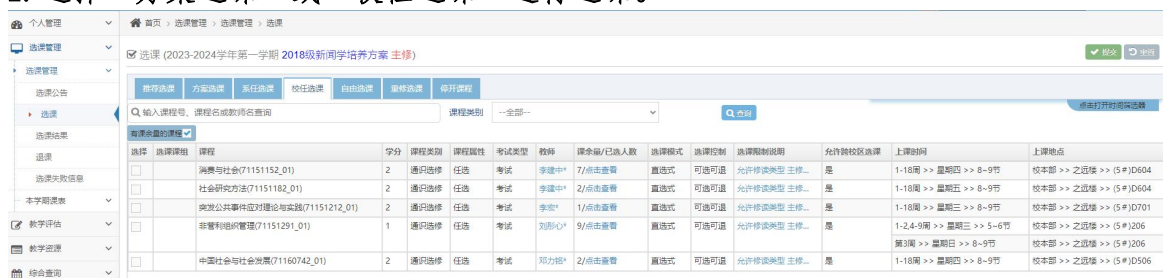 个人管理
首页 > 选课管理 > 选课管理 > 选课
选课管理
选课 (2023-2024学年第一学期 2018级新闻学培养方案 主修)
提交
选课管理
选课公告
选课
选课结果
退课
选课失败信息
本学期课表
教学评估
教学资源
综合查询
推荐选课 方案选课 系任选课 校任选课 自由选课 重修选课 停开课程
输入课程号、课程名或教师名查询 课程类别 --全部-- 查询
点击打开时间筛选器
有课余量的课程
选择 选课课组 课程 学分 课程类别 课程属性 考试类型 教师 课余量/已选人数 选课模式 选课控制 选课限制说明 允许跨校区选课 上课时间 上课地点
消费与社会(71151152_01) 2 通识选修 任选 考试 李建中* 7/点击查看 直选式 可选可退 允许修读类型 主修... 是 1-18周 >> 星期四 >> 8~9节 校本部 >> 之远楼 >> (5#)D604
社会研究方法(71151182_01) 2 通识选修 任选 考试 李建中* 2/点击查看 直选式 可选可退 允许修读类型 主修... 是 1-18周 >> 星期五 >> 8~9节 校本部 >> 之远楼 >> (5#)D604
突发公共事件应对理论与实践(71151212_01) 2 通识选修 任选 考试 李宏* 1/点击查看 直选式 可选可退 允许修读类型 主修... 是 1-18周 >> 星期三 >> 8~9节 校本部 >> 之远楼 >> (5#)D701
非营利组织管理(71151291_01) 1 通识选修 任选 考试 刘彤心* 9/点击查看 直选式 可选可退 允许修读类型 主修... 是 1-2,4-9周 >> 星期三 >> 5~6节 校本部 >> 之远楼 >> (5#)206
第3周 >> 星期日 >> 8~9节 校本部 >> 之远楼 >> (5#)206
中国社会与社会发展(71160742_01) 2 通识选修 任选 考试 邓力铭* 2/点击查看 直选式 可选可退 允许修读类型 主修... 是 1-18周 >> 星期四 >> 8~9节 校本部 >> 之远楼 >> (5#)D506